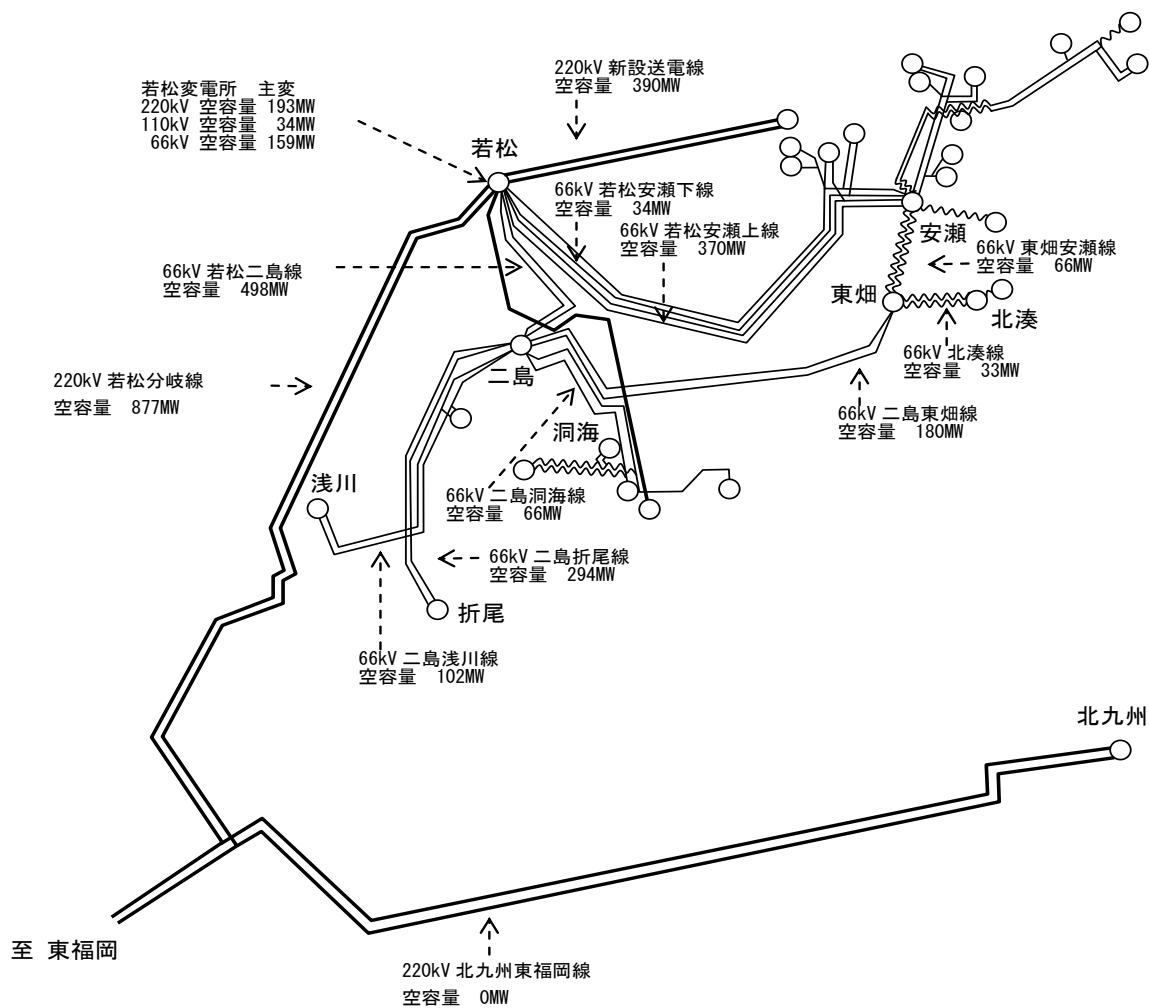 若松変電所 主変
220kV 空容量 193MW
110kV 空容量 34MW
66kV 空容量 159MW
220kV 新設送電線
空容量 390MW
若松
66kV 若松安瀬下線
空容量 34MW
66kV 若松安瀬上線
空容量 370MW
安瀬
66kV 東畑安瀬線
空容量 66MW
66kV 若松二島線
空容量 498MW
東畑
北湊
66kV 北湊線
空容量 33MW
二島
220kV 若松分岐線
空容量 877MW
66kV 二島東畑線
空容量 180MW
洞海
浅川
66kV 二島洞海線
空容量 66MW
66kV 二島折尾線
空容量 294MW
折尾
66kV 二島浅川線
空容量 102MW
北九州
至 東福岡
220kV 北九州東福岡線
空容量 0MW